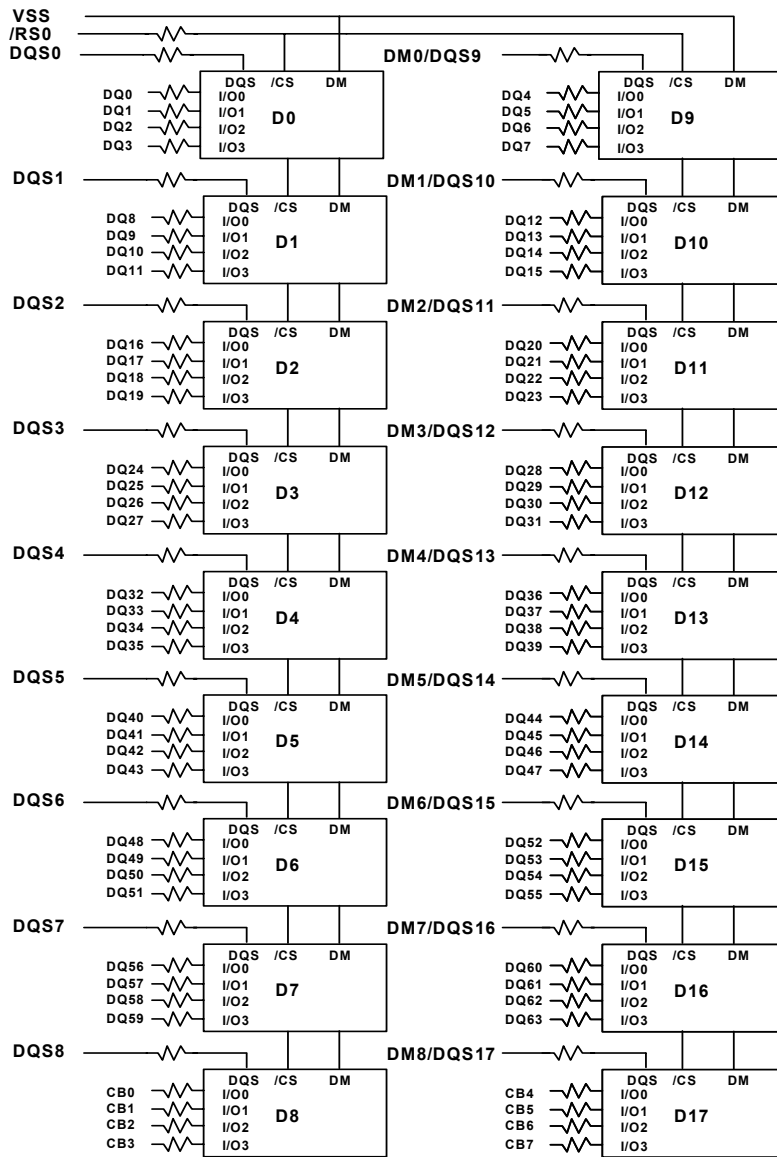 VSS
/RS0
DQS0 DM0/DQS9
DQS /CS DM DQS /CS DM
DQ0 I/O0 DQ4 I/O0
DQ1 I/O1 DQ5 I/O1
D0 D9
DQ2 I/O2 DQ6 I/O2
DQ3 I/O3 DQ7 I/O3
DQS1 DM1/DQS10
DQS /CS DM DQS /CS DM
DQ8 I/O0 DQ12 I/O0
DQ9 I/O1 DQ13 I/O1
D1 D10
DQ10 I/O2 DQ14 I/O2
DQ11 I/O3 DQ15 I/O3
DQS2 DM2/DQS11
DQS /CS DM DQS /CS DM
DQ16 I/O0 DQ20 I/O0
DQ17 I/O1 DQ21 I/O1
D2 D11
DQ18 I/O2 DQ22 I/O2
DQ19 I/O3 DQ23 I/O3
DQS3 DM3/DQS12
DQS /CS DM DQS /CS DM
DQ24 I/O0 DQ28 I/O0
DQ25 I/O1 DQ29 I/O1
D3 D12
DQ26 I/O2 DQ30 I/O2
DQ27 I/O3 DQ31 I/O3
DQS4 DM4/DQS13
DQS /CS DM DQS /CS DM
DQ32 I/O0 DQ36 I/O0
DQ33 I/O1 DQ37 I/O1
D4 D13
DQ34 I/O2 DQ38 I/O2
DQ35 I/O3 DQ39 I/O3
DQS5 DM5/DQS14
DQS /CS DM DQS /CS DM
DQ40 I/O0 DQ44 I/O0
DQ41 I/O1 DQ45 I/O1
D5 D14
DQ42 I/O2 DQ46 I/O2
DQ43 I/O3 DQ47 I/O3
DQS6 DM6/DQS15
DQS /CS DM DQS /CS DM
DQ48 I/O0 DQ52 I/O0
DQ49 I/O1 DQ53 I/O1
D6 D15
DQ50 I/O2 DQ54 I/O2
DQ51 I/O3 DQ55 I/O3
DQS7 DM7/DQS16
DQS /CS DM DQS /CS DM
DQ56 I/O0 DQ60 I/O0
DQ57 I/O1 DQ61 I/O1
D7 D16
DQ58 I/O2 DQ62 I/O2
DQ59 I/O3 DQ63 I/O3
DQS8 DM8/DQS17
DQS /CS DM DQS /CS DM
CB0 I/O0 CB4 I/O0
CB1 I/O1 CB5 I/O1
D8 D17
CB2 I/O2 CB6 I/O2
CB3 I/O3 CB7 I/O3